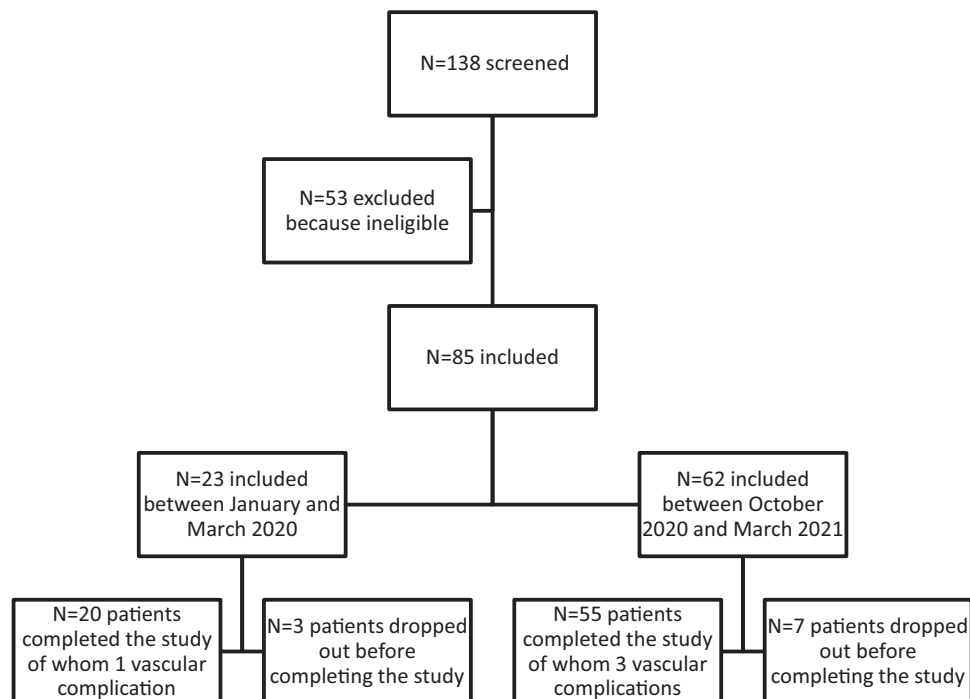 N=138 screened
N=53 excluded
because ineligible
N=85 included
N=23 included
between January and
March 2020
N=62 included
between October
2020 and March 2021
N=20 patients
completed the study
of whom 1 vascular
complication
N=3 patients dropped
out before
completing the study
N=55 patients
completed the study
of whom 3 vascular
complications
N=7 patients dropped
out before
completing the study